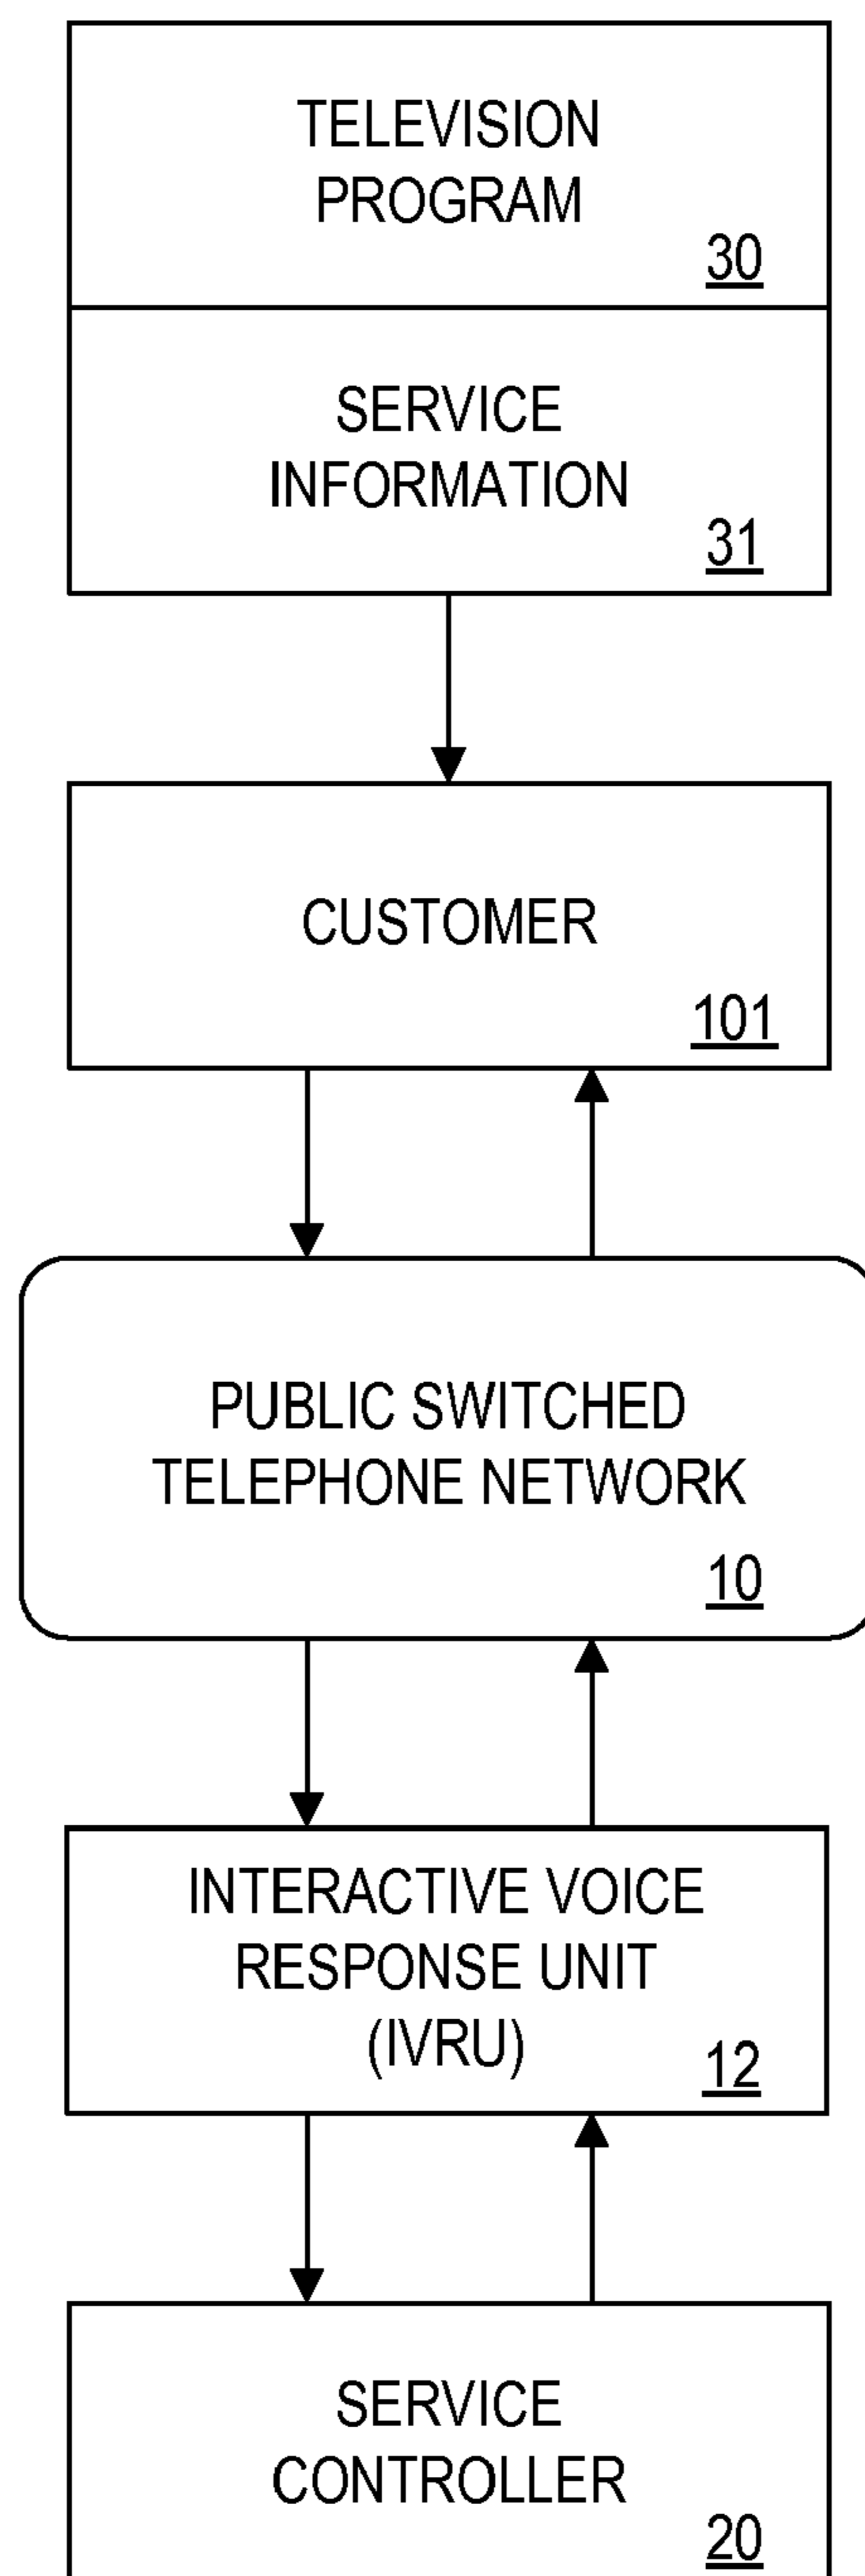 TELEVISION
PROGRAM
30
SERVICE
INFORMATION
31
CUSTOMER
101
PUBLIC SWITCHED
TELEPHONE NETWORK
10
INTERACTIVE VOICE
RESPONSE UNIT
(IVRU)
12
SERVICE
CONTROLLER
20